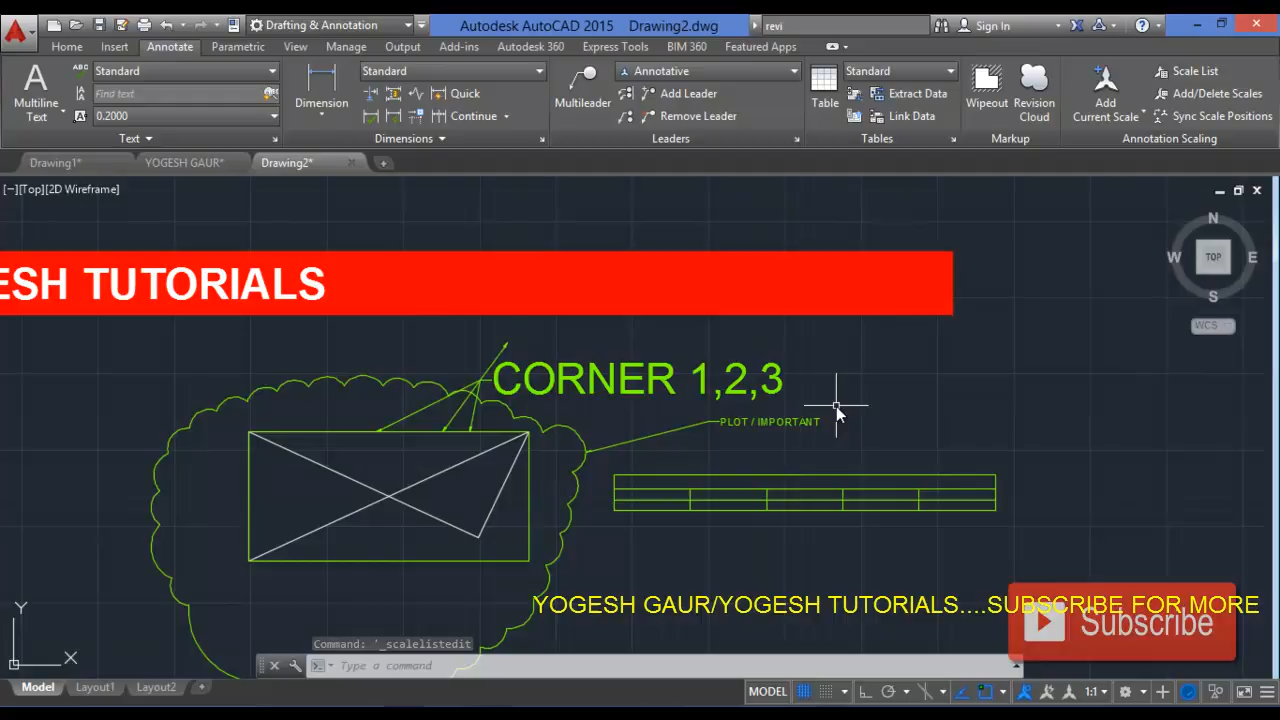 Drafting & Annotation
Autodesk AutoCAD 2015 Drawing2.dwg
revi
Sign In
Home Insert Annotate Parametric View Manage Output Add-ins Autodesk 360 Express Tools BIM 360 Featured Apps
A
Multiline
Text
ABC
Standard
Find text
0.2000
Text
Dimension
Standard
Quick
Continue
Dimensions
Multileader
Annotative
Add Leader
Remove Leader
Leaders
Table
Standard
Extract Data
Link Data
Tables
Wipeout
Revision
Cloud
Markup
Add
Current Scale
Scale List
Add/Delete Scales
Sync Scale Positions
Annotation Scaling
Drawing1* YOGESH GAUR* Drawing2*
[−][Top][2D Wireframe]
N
W TOP E
S
WCS
ESH TUTORIALS
CORNER 1,2,3
PLOT / IMPORTANT
YOGESH GAUR/YOGESH TUTORIALS....SUBSCRIBE FOR MORE
Subscribe
Y
X
Command: '_scalelistedit
Type a command
Model Layout1 Layout2
MODEL
1:1